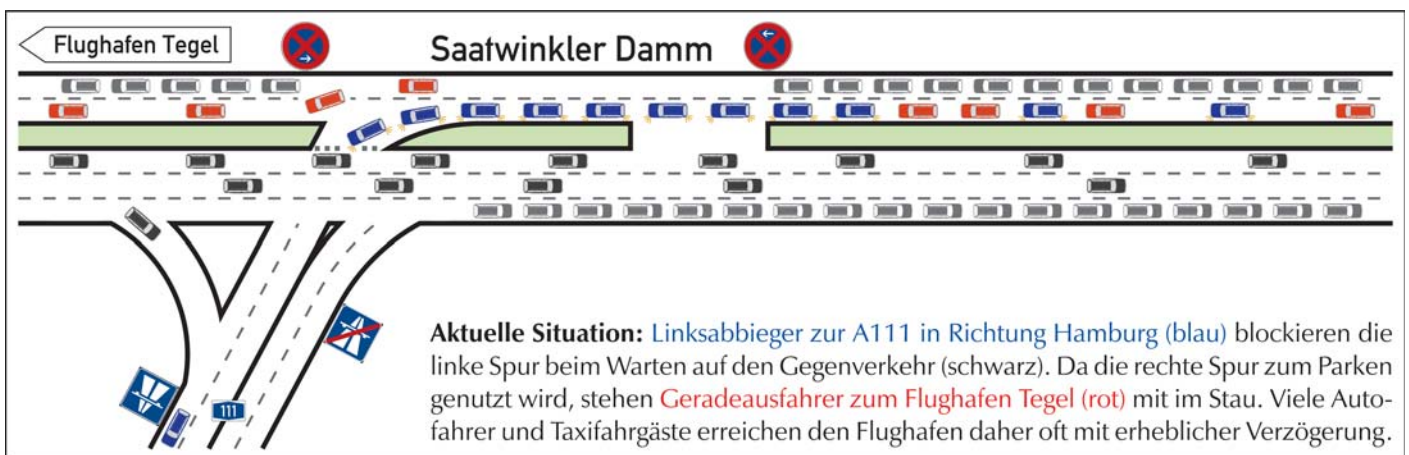 Flughafen Tegel
Saatwinkler Damm
Aktuelle Situation: Linksabbieger zur A111 in Richtung Hamburg (blau) blockieren die
linke Spur beim Warten auf den Gegenverkehr (schwarz). Da die rechte Spur zum Parken
genutzt wird, stehen Geradeausfahrer zum Flughafen Tegel (rot) mit im Stau. Viele Auto-
fahrer und Taxifahrgäste erreichen den Flughafen daher oft mit erheblicher Verzögerung.
111